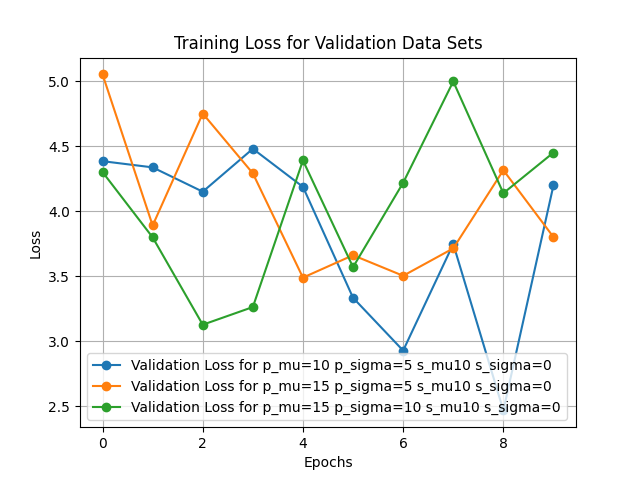 Training Loss for Validation Data Sets
5.0
4.5
4.0
3.5
3.0
2.5
Loss
Validation Loss for p_mu=10 p_sigma=5 s_mu10 s_sigma=0
Validation Loss for p_mu=15 p_sigma=5 s_mu10 s_sigma=0
Validation Loss for p_mu=15 p_sigma=10 s_mu10 s_sigma=0
0 2 4 6 8
Epochs